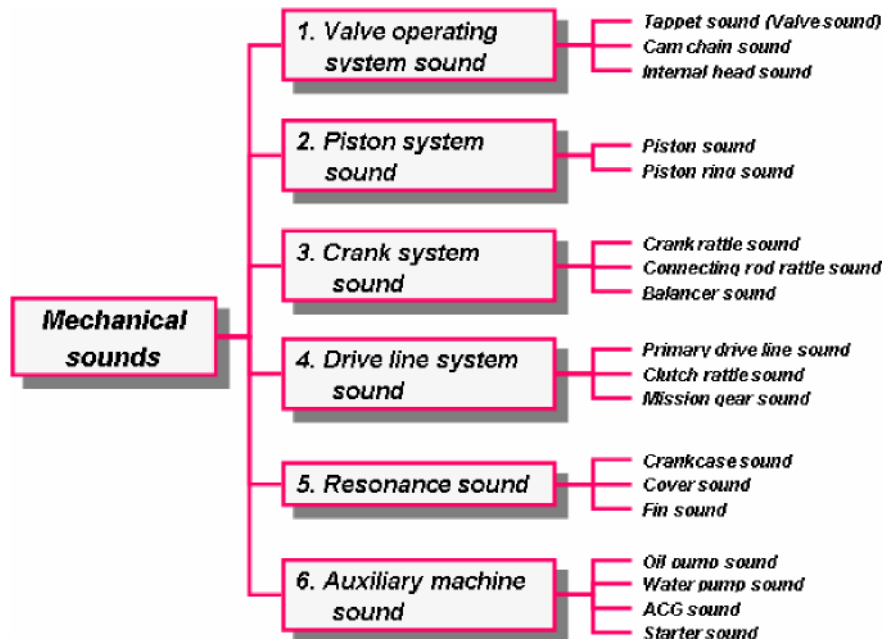 Mechanical
sounds
1. Valve operating
system sound
Tappet sound (Valve sound)
Cam chain sound
Internal head sound
2. Piston system
sound
Piston sound
Piston ring sound
3. Crank system
sound
Crank rattle sound
Connecting rod rattle sound
Balancer sound
4. Drive line system
sound
Primary drive line sound
Clutch rattle sound
Mission gear sound
5. Resonance sound
Crankcase sound
Cover sound
Fin sound
6. Auxiliary machine
sound
Oil pump sound
Water pump sound
ACG sound
Starter sound